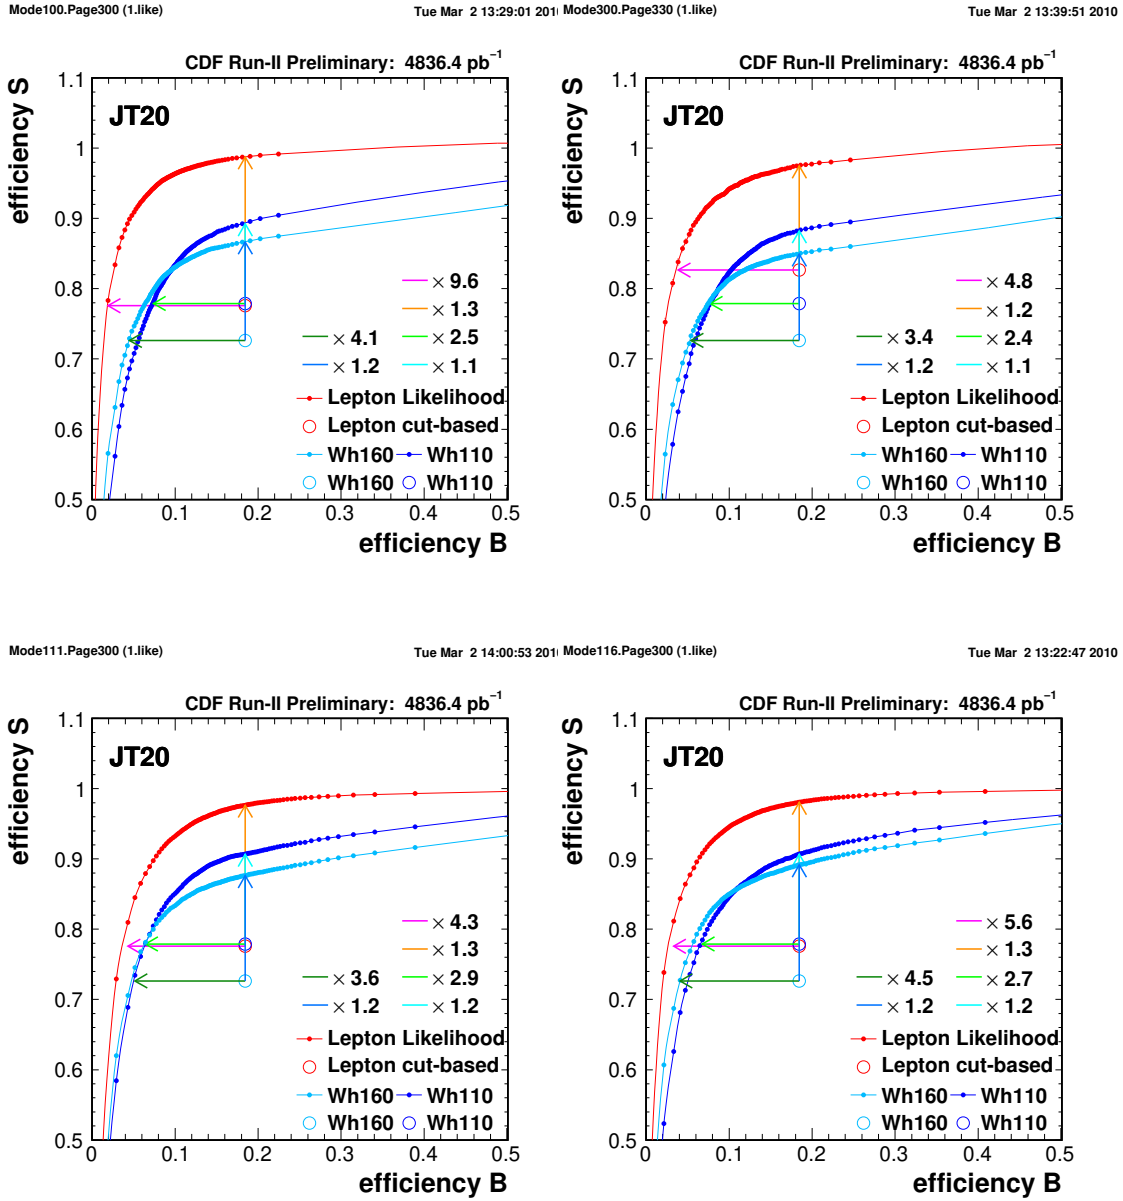 Mode100.Page300 (1.like) Tue Mar 2 13:29:01 201
CDF Run-II Preliminary: 4836.4 pb⁻¹
efficiency S
JT20
1.1
1
0.9
0.8
0.7
0.6
0.5
× 9.6
× 1.3
× 4.1 × 2.5
× 1.2 × 1.1
Lepton Likelihood
Lepton cut-based
Wh160 Wh110
Wh160 Wh110
0 0.1 0.2 0.3 0.4 0.5
efficiency B
Mode300.Page330 (1.like) Tue Mar 2 13:39:51 2010
CDF Run-II Preliminary: 4836.4 pb⁻¹
efficiency S
JT20
1.1
1
0.9
0.8
0.7
0.6
0.5
× 4.8
× 1.2
× 3.4 × 2.4
× 1.2 × 1.1
Lepton Likelihood
Lepton cut-based
Wh160 Wh110
Wh160 Wh110
0 0.1 0.2 0.3 0.4 0.5
efficiency B
Mode111.Page300 (1.like) Tue Mar 2 14:00:53 201
CDF Run-II Preliminary: 4836.4 pb⁻¹
efficiency S
JT20
1.1
1
0.9
0.8
0.7
0.6
0.5
× 4.3
× 1.3
× 3.6 × 2.9
× 1.2 × 1.2
Lepton Likelihood
Lepton cut-based
Wh160 Wh110
Wh160 Wh110
0 0.1 0.2 0.3 0.4 0.5
efficiency B
Mode116.Page300 (1.like) Tue Mar 2 13:22:47 2010
CDF Run-II Preliminary: 4836.4 pb⁻¹
efficiency S
JT20
1.1
1
0.9
0.8
0.7
0.6
0.5
× 5.6
× 1.3
× 4.5 × 2.7
× 1.2 × 1.2
Lepton Likelihood
Lepton cut-based
Wh160 Wh110
Wh160 Wh110
0 0.1 0.2 0.3 0.4 0.5
efficiency B